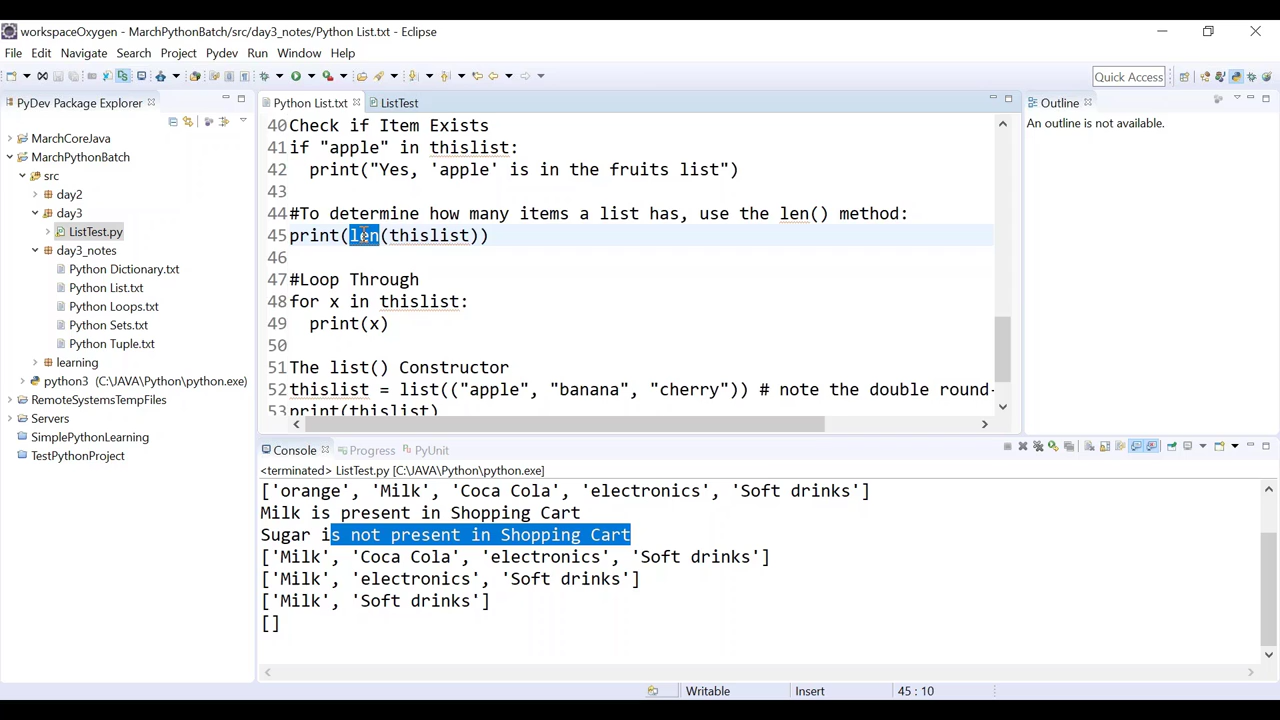 workspaceOxygen - MarchPythonBatch/src/day3_notes/Python List.txt - Eclipse
File Edit Navigate Search Project Pydev Run Window Help
Quick Access
PyDev Package Explorer
MarchCoreJava
MarchPythonBatch
src
day2
day3
ListTest.py
day3_notes
Python Dictionary.txt
Python List.txt
Python Loops.txt
Python Sets.txt
Python Tuple.txt
learning
python3 (C:\JAVA\Python\python.exe)
RemoteSystemsTempFiles
Servers
SimplePythonLearning
TestPythonProject
Python List.txt ListTest
40 Check if Item Exists
41 if "apple" in thislist:
42 print("Yes, 'apple' is in the fruits list")
43
44 #To determine how many items a list has, use the len() method:
45 print(len(thislist))
46
47 #Loop Through
48 for x in thislist:
49 print(x)
50
51 The list() Constructor
52 thislist = list(("apple", "banana", "cherry")) # note the double round-
53 print(thislist)
Outline
An outline is not available.
Console Progress PyUnit
<terminated> ListTest.py [C:\JAVA\Python\python.exe]
['orange', 'Milk', 'Coca Cola', 'electronics', 'Soft drinks']
Milk is present in Shopping Cart
Sugar is not present in Shopping Cart
['Milk', 'Coca Cola', 'electronics', 'Soft drinks']
['Milk', 'electronics', 'Soft drinks']
['Milk', 'Soft drinks']
[]
Writable Insert 45 : 10